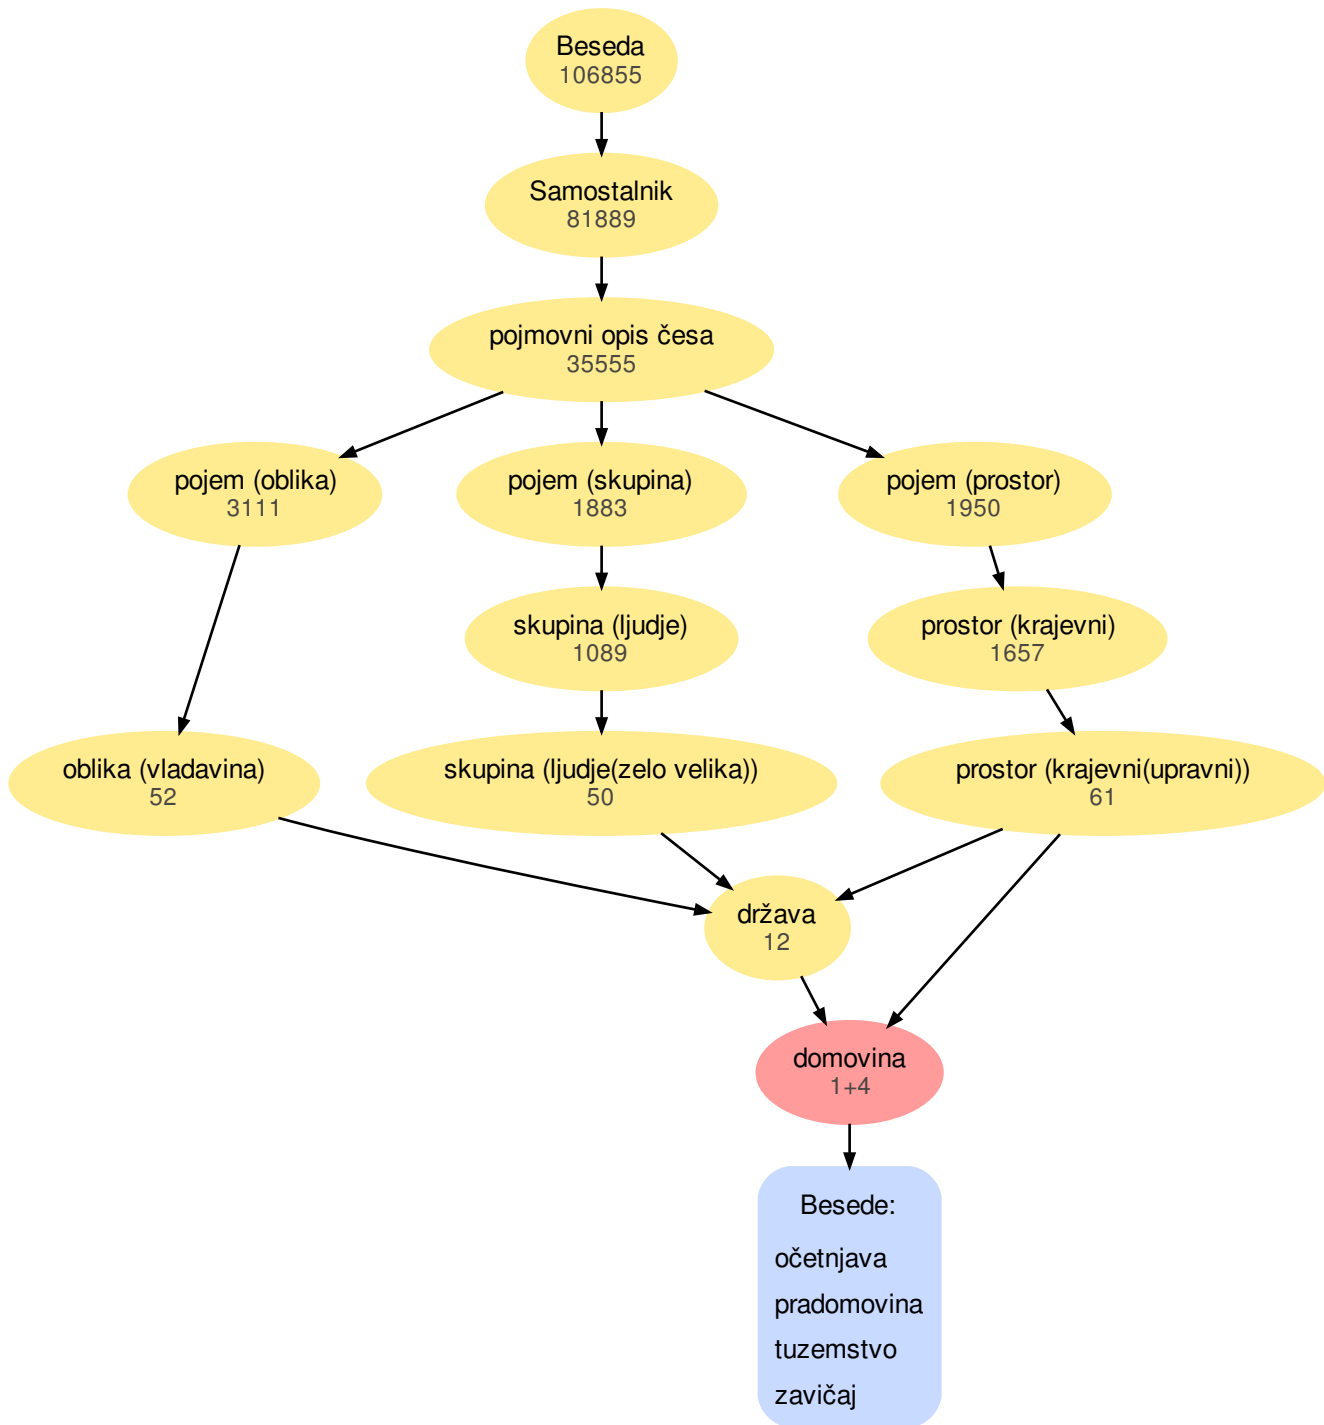 Beseda
106855
Samostalnik
81889
pojmovni opis česa
35555
pojem (oblika)
3111
pojem (skupina)
1883
pojem (prostor)
1950
skupina (ljudje)
1089
prostor (krajevni)
1657
oblika (vladavina)
52
skupina (ljudje(zelo velika))
50
prostor (krajevni(upravni))
61
država
12
domovina
1+4
Besede:
očetnjava
pradomovina
tuzemstvo
zavičaj